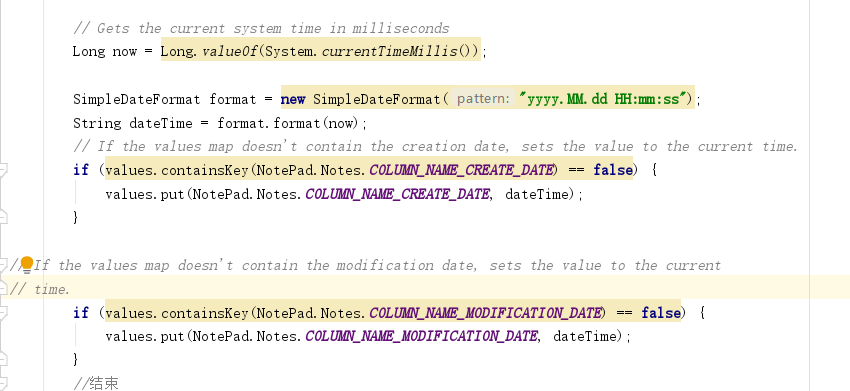 // Gets the current system time in milliseconds
Long now = Long.valueOf(System.currentTimeMillis());
SimpleDateFormat format = new SimpleDateFormat( pattern: "yyyy.MM.dd HH:mm:ss");
String dateTime = format.format(now);
// If the values map doesn't contain the creation date, sets the value to the current time.
if (values.containsKey(NotePad.Notes.COLUMN_NAME_CREATE_DATE) == false) {
values.put(NotePad.Notes.COLUMN_NAME_CREATE_DATE, dateTime);
}
// If the values map doesn't contain the modification date, sets the value to the current
// time.
if (values.containsKey(NotePad.Notes.COLUMN_NAME_MODIFICATION_DATE) == false) {
values.put(NotePad.Notes.COLUMN_NAME_MODIFICATION_DATE, dateTime);
}
//结束